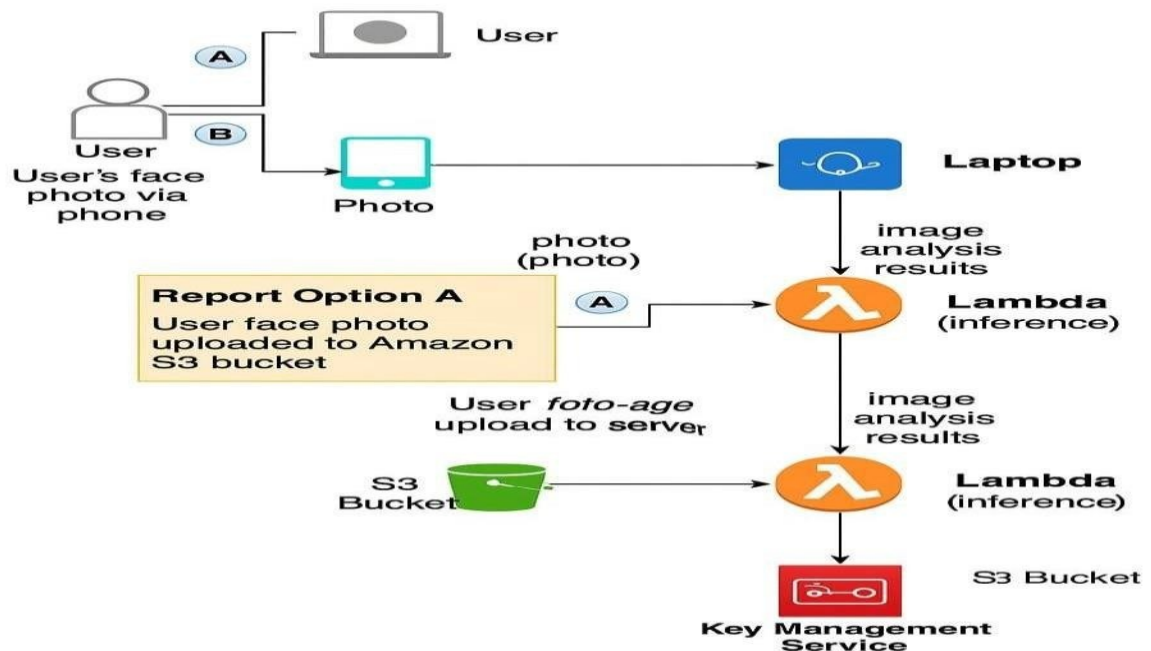 User
A
B
User
User's face
photo via
phone
Photo
Laptop
image
analysis
resuits
photo
(photo)
A
Report Option A
User face photo
uploaded to Amazon
S3 bucket
Lambda
(inference)
User foto-age
upload to server
image
analysis
results
S3
Bucket
Lambda
(inference)
S3 Bucket
Key Management
Service